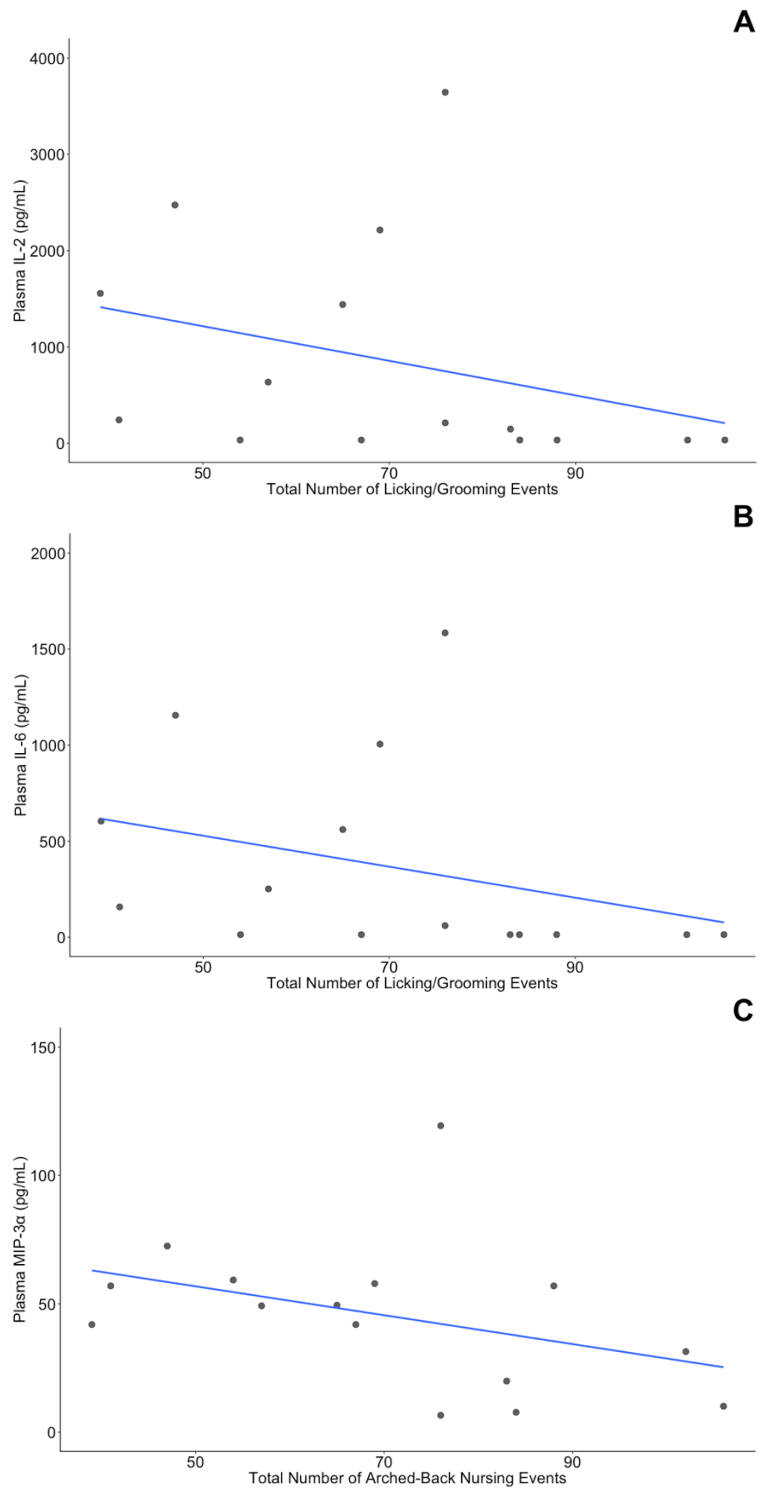 A
4000
3000
2000
1000
0
Plasma IL-2 (pg/mL)
50 70 90
Total Number of Licking/Grooming Events
B
2000
1500
1000
500
0
Plasma IL-6 (pg/mL)
50 70 90
Total Number of Licking/Grooming Events
C
150
100
50
0
Plasma MIP-3α (pg/mL)
50 70 90
Total Number of Arched-Back Nursing Events